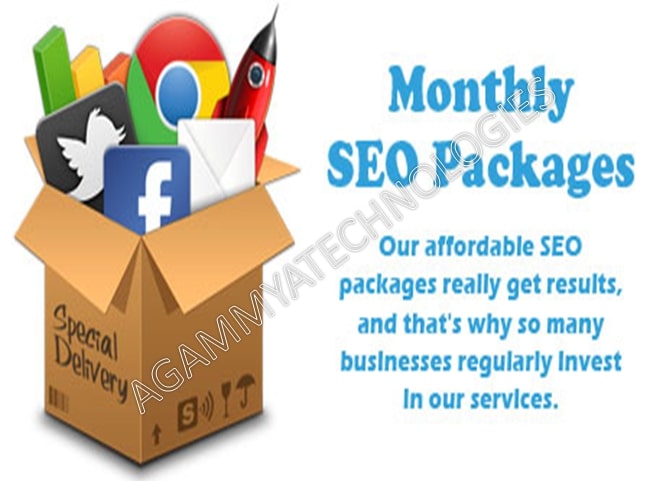 Monthly
SEO Packages
Our affordable SEO
packages really get results,
and that's why so many
businesses regularly invest
in our services.
Special
Delivery
AGAMMYATECHNOLOGIES